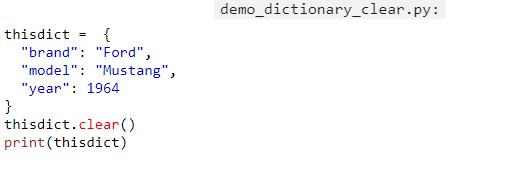 demo_dictionary_clear.py:
thisdict =  {
  "brand": "Ford",
  "model": "Mustang",
  "year": 1964
}
thisdict.clear()
print(thisdict)